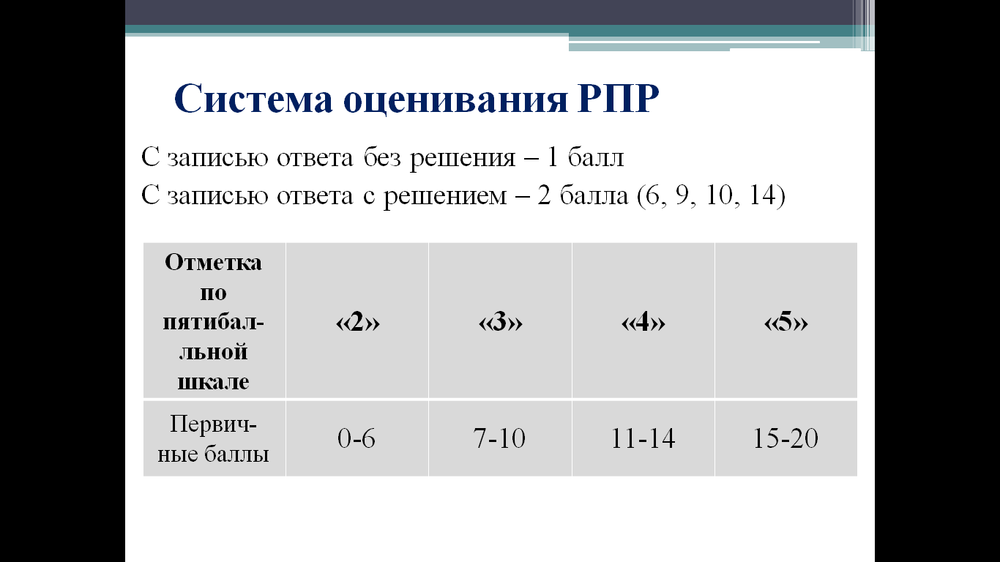 Система оценивания РПР
С записью ответа без решения – 1 балл
С записью ответа с решением – 2 балла (6, 9, 10, 14)
Отметка
по
пятибал-
льной
шкале
«2»
«3»
«4»
«5»
Первич-
ные баллы
0-6
7-10
11-14
15-20